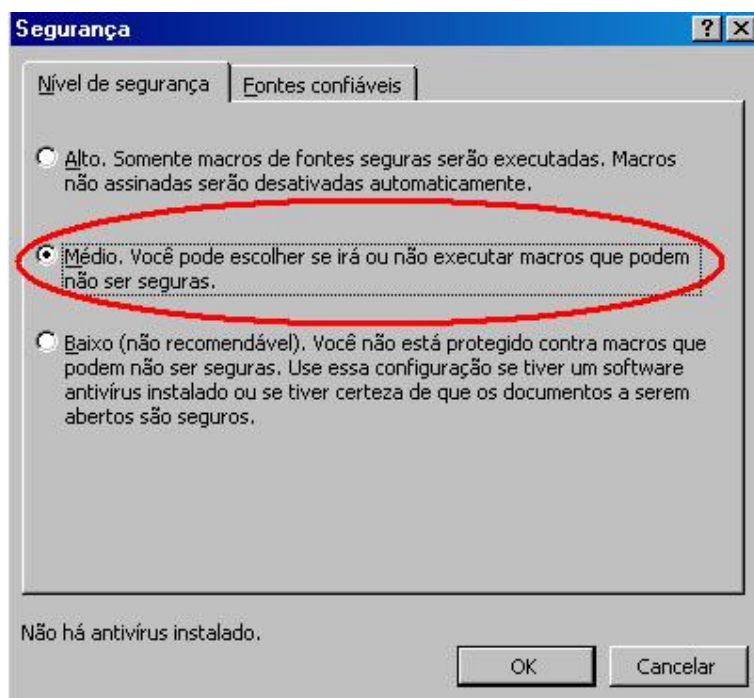 Segurança
Nível de segurança
Fontes confiáveis
Alto. Somente macros de fontes seguras serão executadas. Macros
não assinadas serão desativadas automaticamente.
Médio. Você pode escolher se irá ou não executar macros que podem
não ser seguras.
Baixo (não recomendável). Você não está protegido contra macros que
podem não ser seguras. Use essa configuração se tiver um software
antivírus instalado ou se tiver certeza de que os documentos a serem
abertos são seguros.
Não há antivírus instalado.
OK
Cancelar